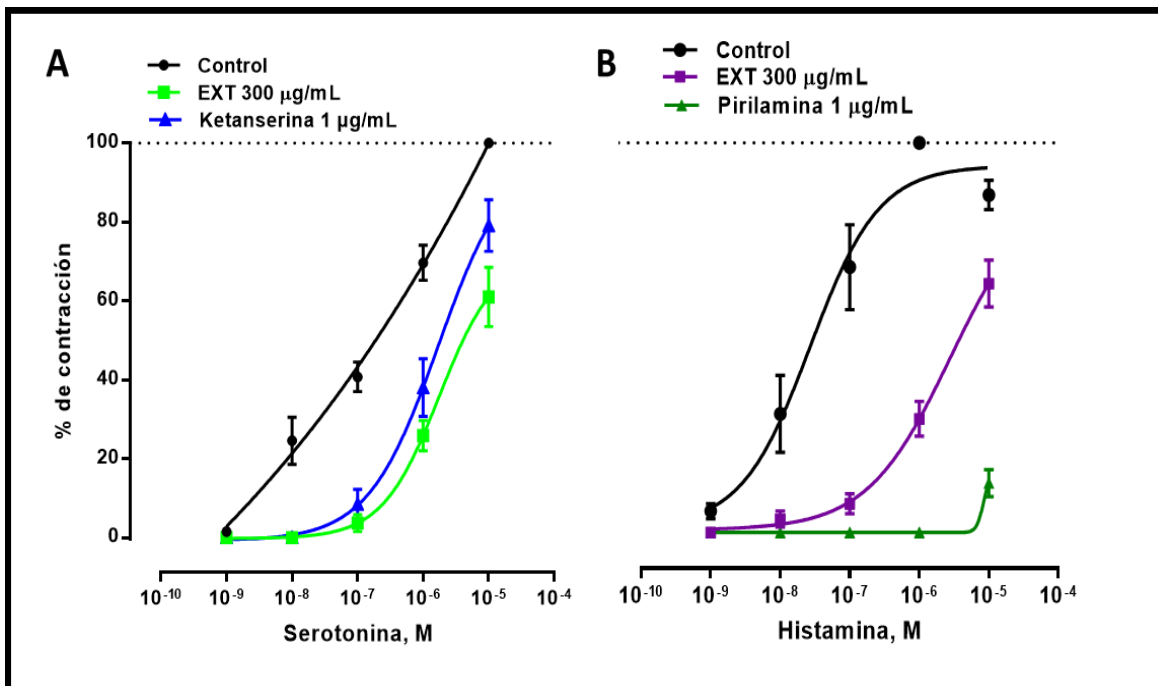 A
Control
EXT 300 µg/mL
Ketanserina 1 µg/mL
% de contracción
100
80
60
40
20
0
10⁻¹⁰ 10⁻⁹ 10⁻⁸ 10⁻⁷ 10⁻⁶ 10⁻⁵ 10⁻⁴
Serotonina, M
B
Control
EXT 300 µg/mL
Pirilamina 1 µg/mL
10⁻¹⁰ 10⁻⁹ 10⁻⁸ 10⁻⁷ 10⁻⁶ 10⁻⁵ 10⁻⁴
Histamina, M